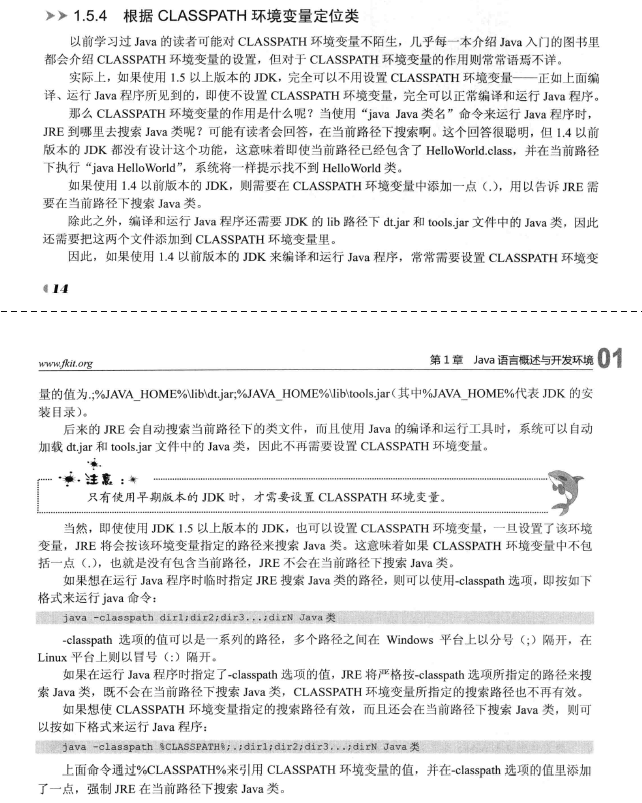 >> 1.5.4 根据 CLASSPATH 环境变量定位类
以前学习过 Java 的读者可能对 CLASSPATH 环境变量不陌生，几乎每一本介绍 Java 入门的图书里
都会介绍 CLASSPATH 环境变量的设置，但对于 CLASSPATH 环境变量的作用则常常语焉不详。
实际上，如果使用 1.5 以上版本的 JDK，完全可以不用设置 CLASSPATH 环境变量——正如上面编
译、运行 Java 程序所见到的，即使不设置 CLASSPATH 环境变量，完全可以正常编译和运行 Java 程序。
那么 CLASSPATH 环境变量的作用是什么呢？当使用“java Java 类名”命令来运行 Java 程序时，
JRE 到哪里去搜索 Java 类呢？可能有读者会回答，在当前路径下搜索啊。这个回答很聪明，但 1.4 以前
版本的 JDK 都没有设计这个功能，这意味着即使当前路径已经包含了 HelloWorld.class，并在当前路径
下执行“java HelloWorld”，系统将一样提示找不到 HelloWorld 类。
如果使用 1.4 以前版本的 JDK，则需要在 CLASSPATH 环境变量中添加一点（.），用以告诉 JRE 需
要在当前路径下搜索 Java 类。
除此之外，编译和运行 Java 程序还需要 JDK 的 lib 路径下 dt.jar 和 tools.jar 文件中的 Java 类，因此
还需要把这两个文件添加到 CLASSPATH 环境变量里。
因此，如果使用 1.4 以前版本的 JDK 来编译和运行 Java 程序，常常需要设置 CLASSPATH 环境变
14
www.fkit.org 第 1 章 Java 语言概述与开发环境 01
量的值为.;%JAVA_HOME%\lib\dt.jar;%JAVA_HOME%\lib\tools.jar（其中%JAVA_HOME%代表 JDK 的安
装目录）。
后来的 JRE 会自动搜索当前路径下的类文件，而且使用 Java 的编译和运行工具时，系统可以自动
加载 dt.jar 和 tools.jar 文件中的 Java 类，因此不再需要设置 CLASSPATH 环境变量。
注意：
只有使用早期版本的 JDK 时，才需要设置 CLASSPATH 环境变量。
当然，即使使用 JDK 1.5 以上版本的 JDK，也可以设置 CLASSPATH 环境变量，一旦设置了该环境
变量，JRE 将会按该环境变量指定的路径来搜索 Java 类。这意味着如果 CLASSPATH 环境变量中不包
括一点（.），也就是没有包含当前路径，JRE 不会在当前路径下搜索 Java 类。
如果想在运行 Java 程序时临时指定 JRE 搜索 Java 类的路径，则可以使用-classpath 选项，即按如下
格式来运行 java 命令：
java -classpath dir1;dir2;dir3...;dirN Java 类
-classpath 选项的值可以是一系列的路径，多个路径之间在 Windows 平台上以分号（;）隔开，在
Linux 平台上则以冒号（:）隔开。
如果在运行 Java 程序时指定了-classpath 选项的值，JRE 将严格按-classpath 选项所指定的路径来搜
索 Java 类，既不会在当前路径下搜索 Java 类，CLASSPATH 环境变量所指定的搜索路径也不再有效。
如果想使 CLASSPATH 环境变量指定的搜索路径有效，而且还会在当前路径下搜索 Java 类，则可
以按如下格式来运行 Java 程序：
java -classpath %CLASSPATH%;.;dir1;dir2;dir3...;dirN Java 类
上面命令通过%CLASSPATH%来引用 CLASSPATH 环境变量的值，并在-classpath 选项的值里添加
了一点，强制 JRE 在当前路径下搜索 Java 类。